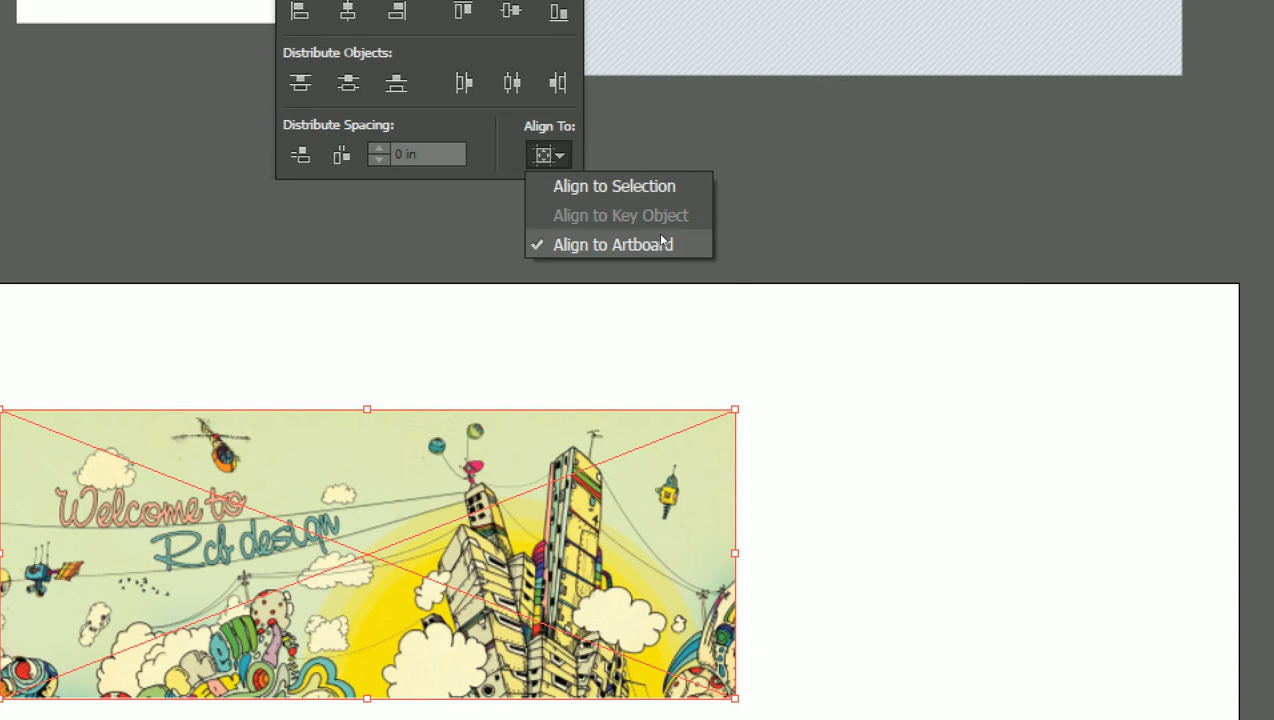 Distribute Objects:
Distribute Spacing:
Align To:
0 in
Align to Selection
Align to Key Object
Align to Artboard
Welcome to
Rcb design